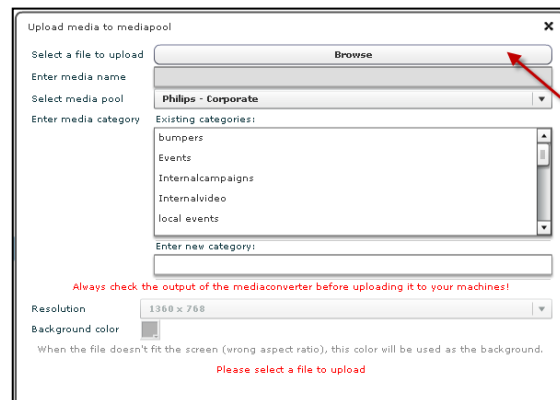 Upload media to mediapool
Select a file to upload Browse
Enter media name
Select media pool Philips - Corporate
Enter media category Existing categories:
bumpers
Events
Internalcampaigns
Internalvideo
local events
Enter new category:
Always check the output of the mediaconverter before uploading it to your machines!
Resolution 1360 x 768
Background color
When the file doesn't fit the screen (wrong aspect ratio), this color will be used as the background.
Please select a file to upload